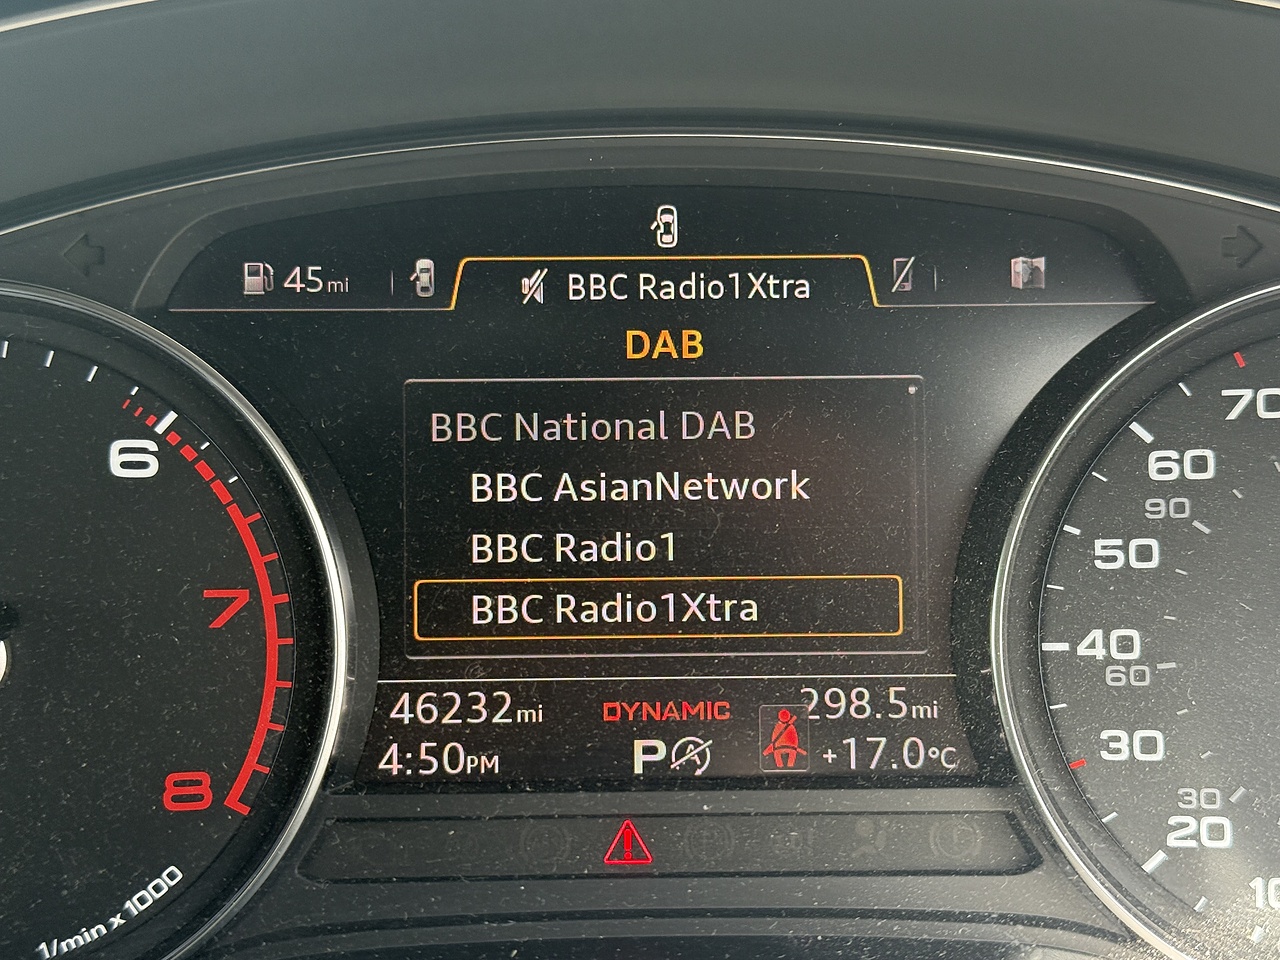 45mi
BBC Radio1Xtra
DAB
BBC National DAB
BBC AsianNetwork
BBC Radio1
BBC Radio1Xtra
46232mi
DYNAMIC
298.5mi
4:50PM
P
A
+17.0°C
6
7
8
1/min x 1000
70
60
90
50
40
60
30
30
20
10